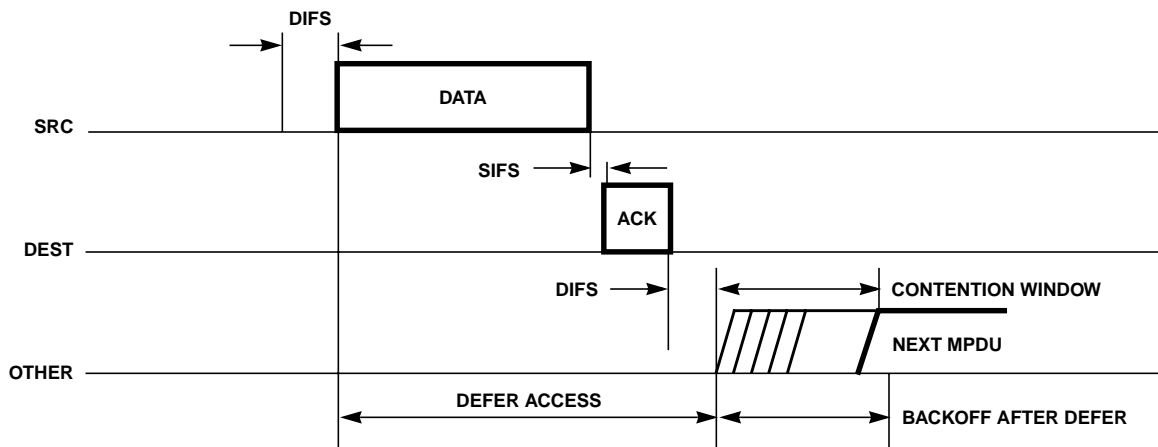 DIFS
DATA
SRC
SIFS
ACK
DEST
DIFS
CONTENTION WINDOW
NEXT MPDU
OTHER
DEFER ACCESS
BACKOFF AFTER DEFER